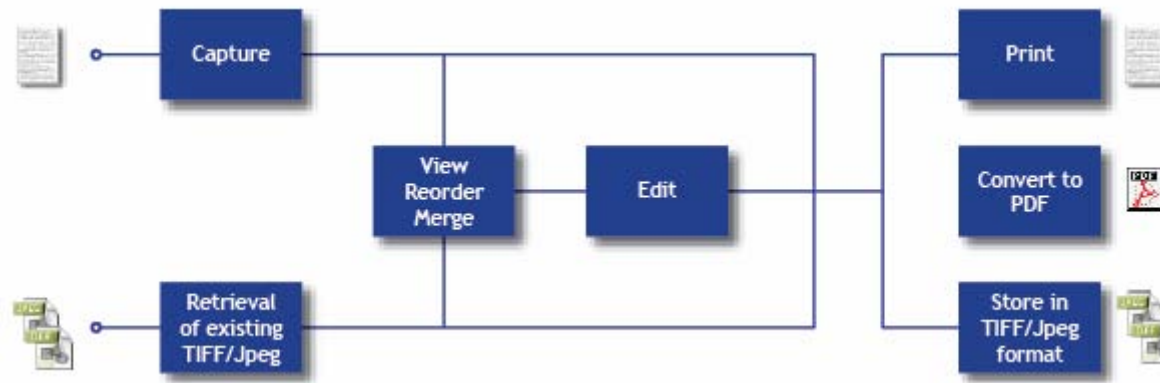 Capture
Print
View
Reorder
Merge
Edit
Convert to
PDF
PDF
Retrieval
of existing
TIFF/Jpeg
Store in
TIFF/Jpeg
format